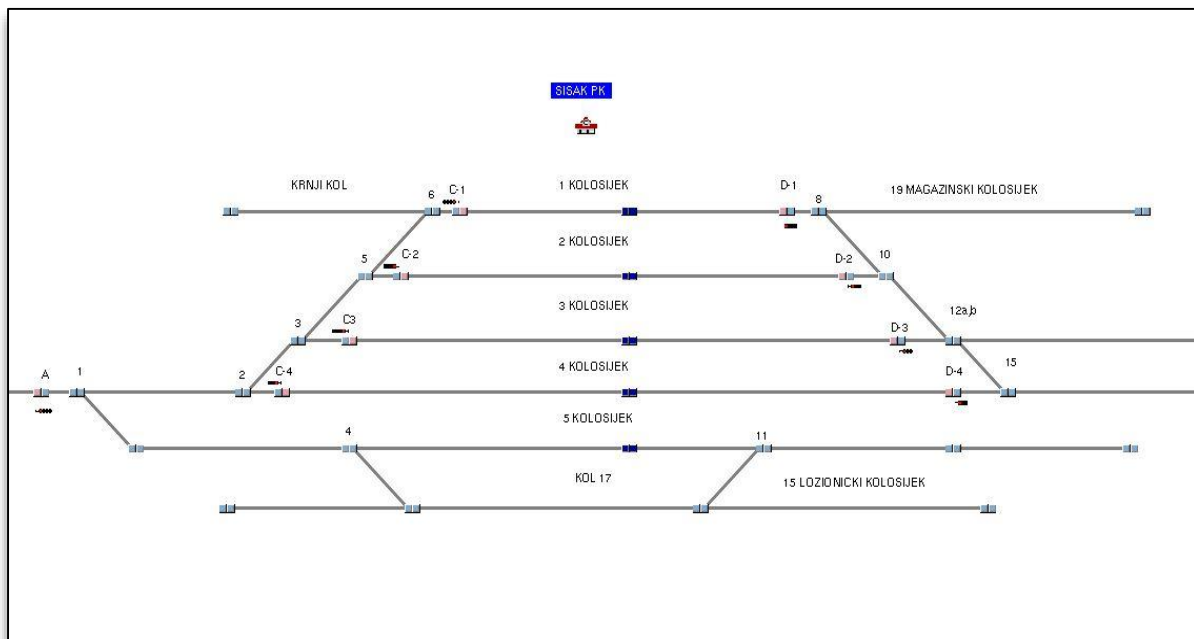 SISAK PK
KRNJI KOL
6
C-1
1 KOLOSIJEK
D-1
8
19 MAGAZINSKI KOLOSIJEK
2 KOLOSIJEK
5
C-2
D-2
10
3 KOLOSIJEK
3
C3
D-3
12a,b
4 KOLOSIJEK
A
1
2
C-4
D-4
15
5 KOLOSIJEK
4
11
KOL 17
15 LOZIONICKI KOLOSIJEK